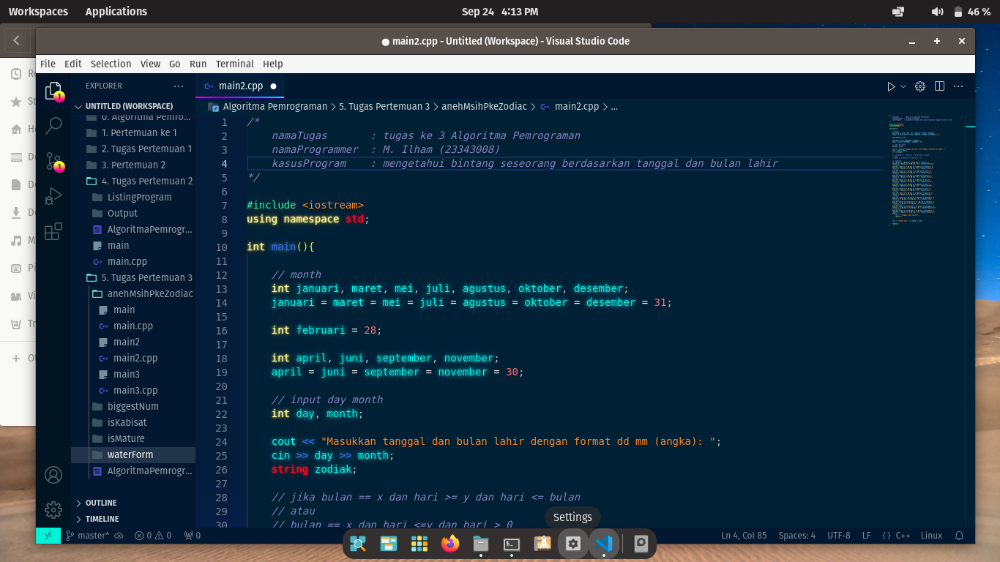 Workspaces Applications Sep 24 4:13 PM 46 %
main2.cpp - Untitled (Workspace) - Visual Studio Code
File Edit Selection View Go Run Terminal Help
EXPLORER
UNTITLED (WORKSPACE)
0. Algoritma Pemro...
1. Pertemuan ke 1
2. Tugas Pertemuan 1
3. Pertemuan 2
4. Tugas Pertemuan 2
ListingProgram
Output
AlgoritmaPemrogr...
main
main.cpp
5. Tugas Pertemuan 3
anehMsihPkeZodiac
main
main.cpp
main2
main2.cpp
main3
main3.cpp
biggestNum
isKabisat
isMature
waterForm
AlgoritmaPemrogr...
OUTLINE
TIMELINE
main2.cpp
Algoritma Pemrograman > 5. Tugas Pertemuan 3 > anehMsihPkeZodiac > main2.cpp > ...
1 /*
2 namaTugas : tugas ke 3 Algoritma Pemrograman
3 namaProgrammer : M. Ilham (23343008)
4 kasusProgram : mengetahui bintang seseorang berdasarkan tanggal dan bulan lahir
5 */
6
7 #include <iostream>
8 using namespace std;
9
10 int main(){
11
12 // month
13 int januari, maret, mei, juli, agustus, oktober, desember;
14 januari = maret = mei = juli = agustus = oktober = desember = 31;
15
16 int februari = 28;
17
18 int april, juni, september, november;
19 april = juni = september = november = 30;
20
21 // input day month
22 int day, month;
23
24 cout << "Masukkan tanggal dan bulan lahir dengan format dd mm (angka): ";
25 cin >> day >> month;
26 string zodiak;
27
28 // jika bulan == x dan hari >= y dan hari <= bulan
29 // atau
30 // bulan == x dan hari <=y dan hari > 0
Settings
master* 0 0 0 Ln 4, Col 85 Spaces: 4 UTF-8 LF { } C++ Linux